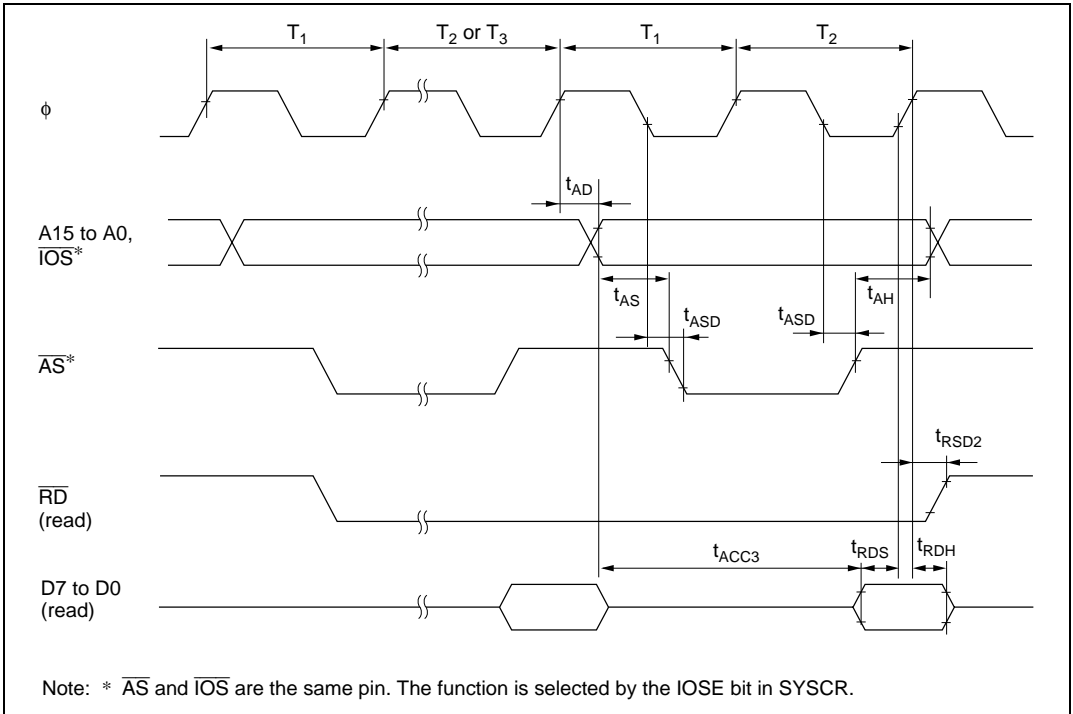 T1 T2 or T3 T1 T2
ϕ
tAD
A15 to A0,
IOS*
tAS tAH
tASD tASD
AS*
tRSD2
RD
(read)
tACC3 tRDS tRDH
D7 to D0
(read)
Note: * AS and IOS are the same pin. The function is selected by the IOSE bit in SYSCR.